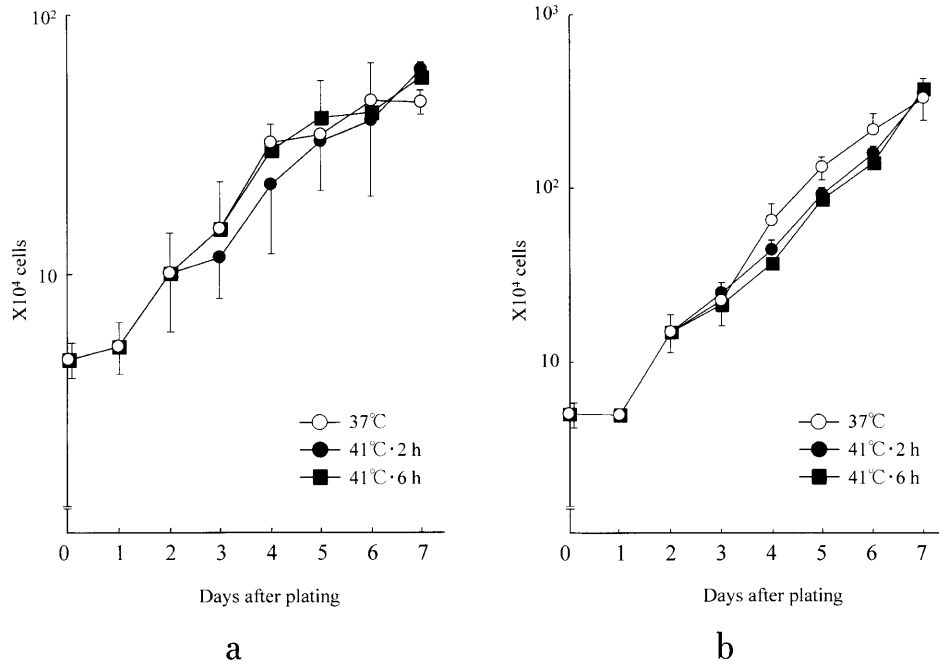 10²
10
X10⁴ cells
37℃
41℃・2 h
41℃・6 h
0 1 2 3 4 5 6 7
Days after plating
a
10³
10²
10
X10⁴ cells
37℃
41℃・2 h
41℃・6 h
0 1 2 3 4 5 6 7
Days after plating
b